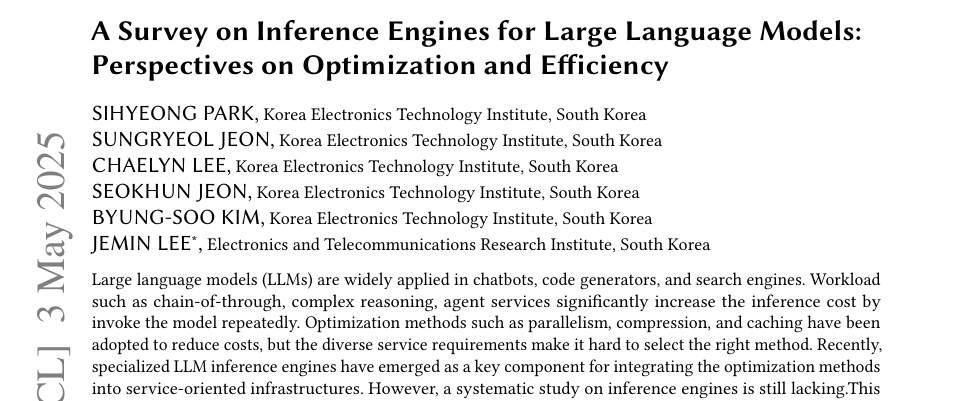 A Survey on Inference Engines for Large Language Models:
Perspectives on Optimization and Efficiency
SIHYEONG PARK, Korea Electronics Technology Institute, South Korea
SUNGRYEOL JEON, Korea Electronics Technology Institute, South Korea
CHAELYN LEE, Korea Electronics Technology Institute, South Korea
SEOKHUN JEON, Korea Electronics Technology Institute, South Korea
BYUNG-SOO KIM, Korea Electronics Technology Institute, South Korea
JEMIN LEE*, Electronics and Telecommunications Research Institute, South Korea
Large language models (LLMs) are widely applied in chatbots, code generators, and search engines. Workload
such as chain-of-through, complex reasoning, agent services significantly increase the inference cost by
invoke the model repeatedly. Optimization methods such as parallelism, compression, and caching have been
adopted to reduce costs, but the diverse service requirements make it hard to select the right method. Recently,
specialized LLM inference engines have emerged as a key component for integrating the optimization methods
into service-oriented infrastructures. However, a systematic study on inference engines is still lacking.This
CL] 3 May 2025